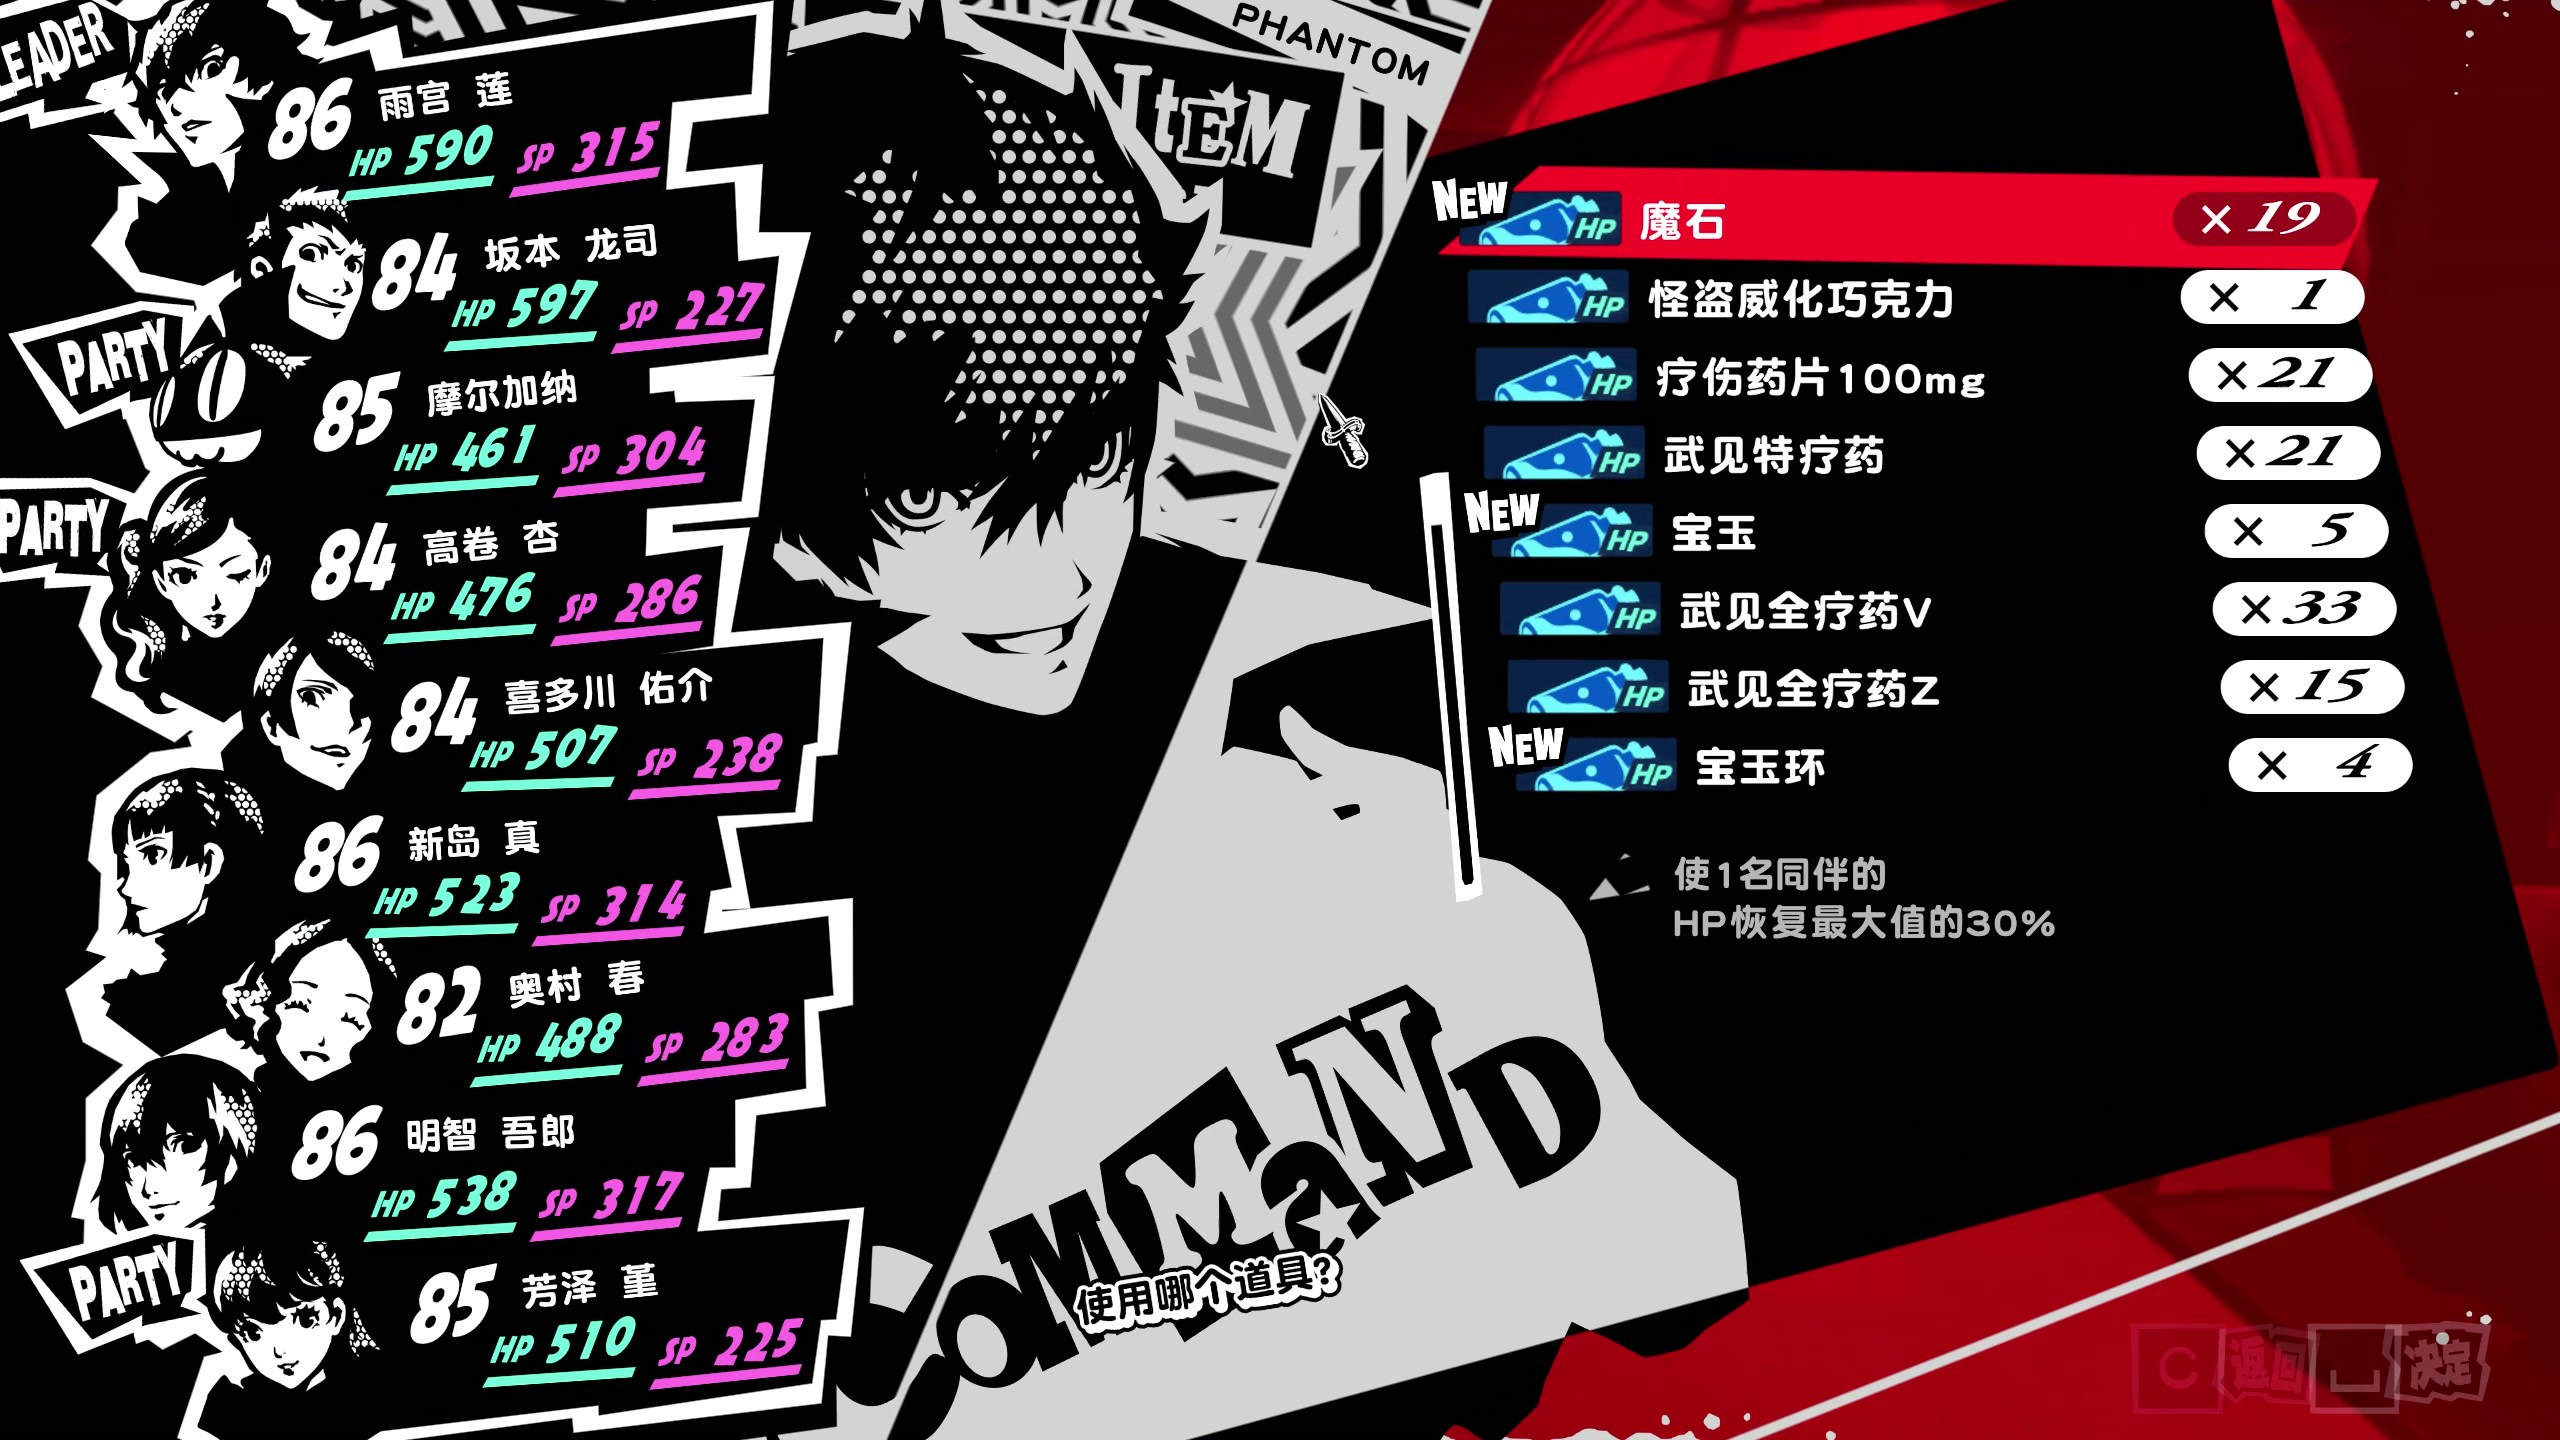 LEADER
86 雨宫 莲
HP 590 SP 315
84 坂本 龙司
HP 597 SP 227
PARTY
85 摩尔加纳
HP 461 SP 304
PARTY
84 高卷 杏
HP 476 SP 286
84 喜多川 佑介
HP 507 SP 238
86 新岛 真
HP 523 SP 314
82 奥村 春
HP 488 SP 283
86 明智 吾郎
HP 538 SP 317
PARTY
85 芳泽 堇
HP 510 SP 225
PHANTOM
ItEM
NEW HP 魔石 × 19
HP 怪盗威化巧克力 × 1
HP 疗伤药片100mg × 21
HP 武见特疗药 × 21
NEW HP 宝玉 × 5
HP 武见全疗药V × 33
HP 武见全疗药Z × 15
NEW HP 宝玉环 × 4
使1名同伴的
HP恢复最大值的30%
COMMaND
使用哪个道具?
C 返回 决定